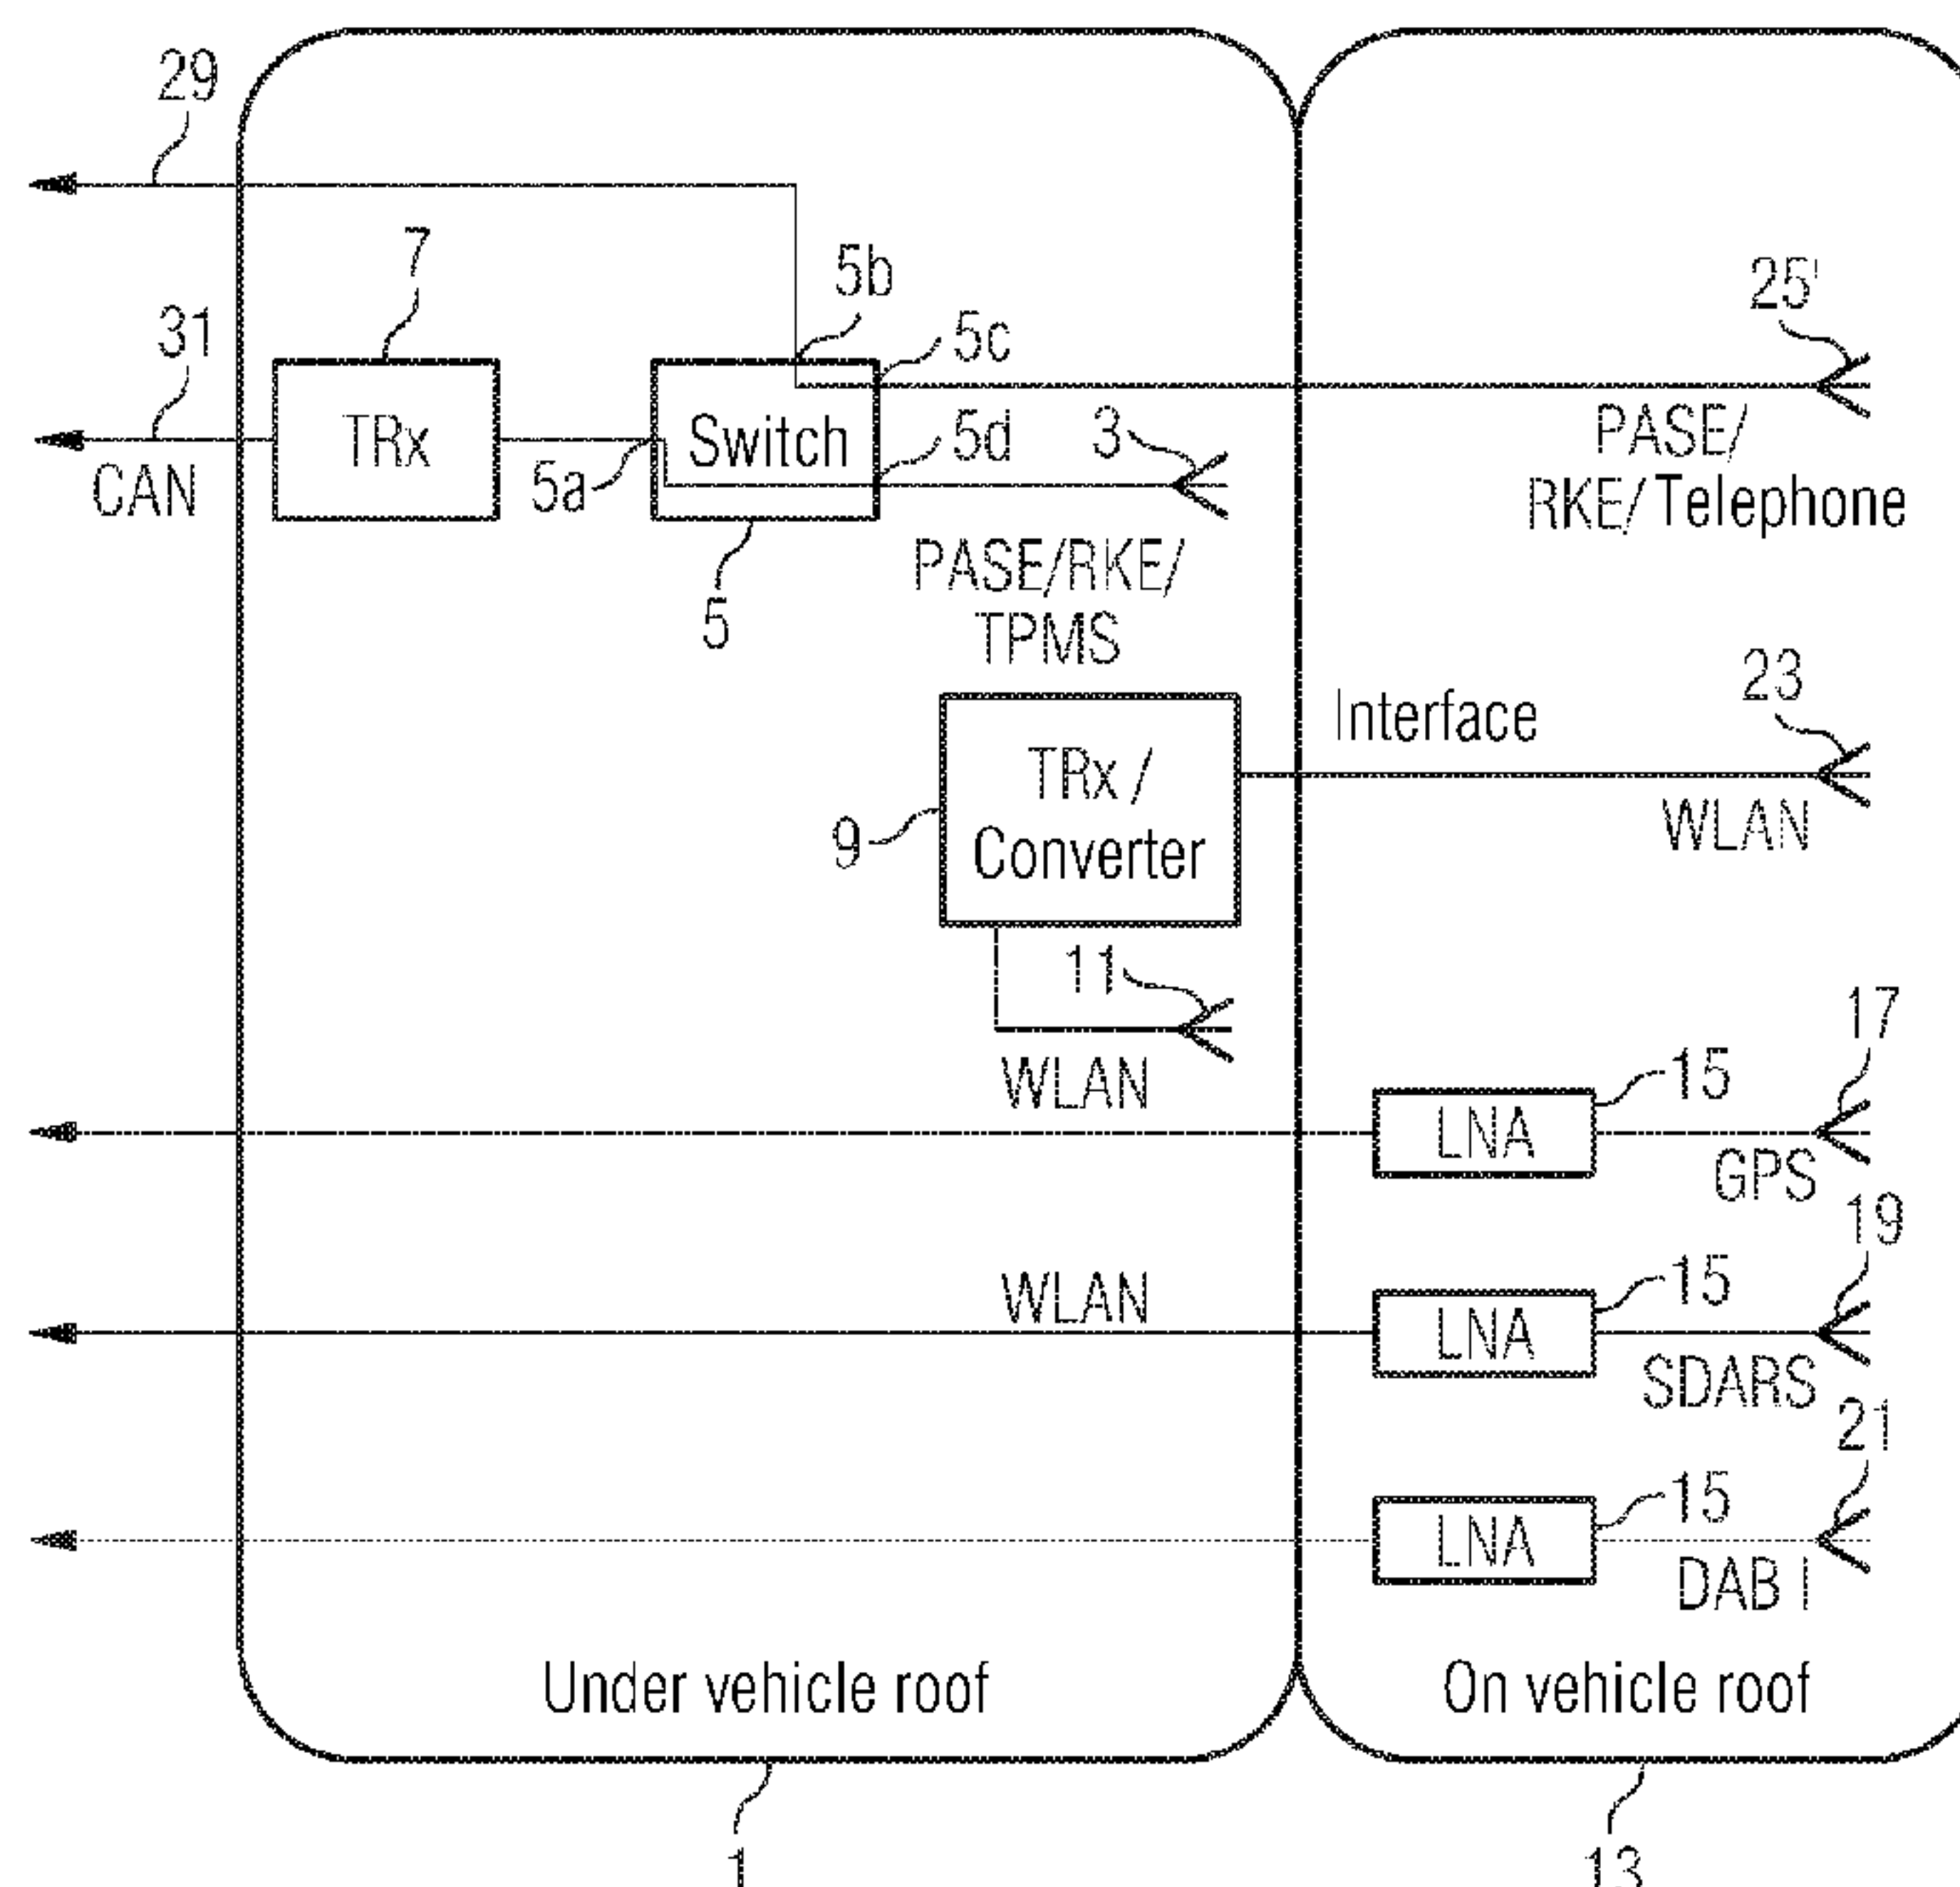 29
7
5b
25'
31
5c
TRx
Switch
5d
3
PASE/
CAN
5a
RKE/Telephone
PASE/RKE/
TPMS
5
Interface
23
TRx /
Converter
9
WLAN
11
17
WLAN
15
LNA
GPS
19
WLAN
15
LNA
SDARS
21
15
LNA
DAB I
Under vehicle roof
On vehicle roof
1
13